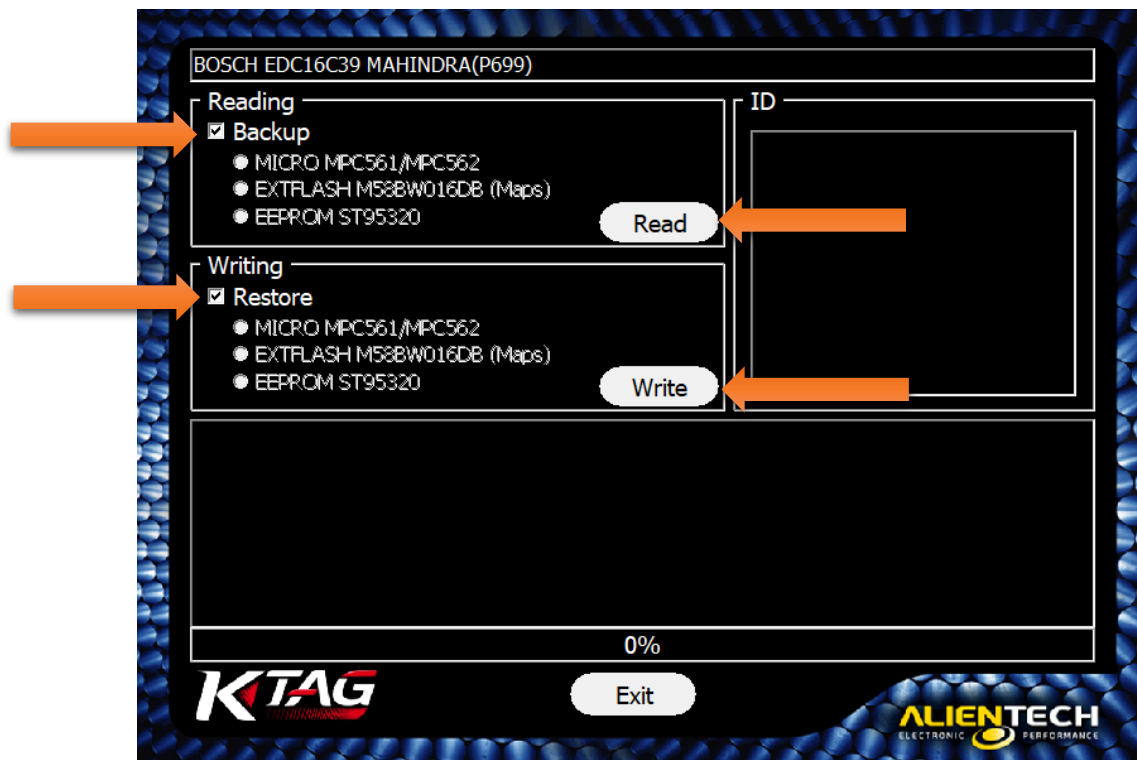 BOSCH EDC16C39 MAHINDRA(P699)
Reading
Backup
MICRO MPC561/MPC562
EXTFLASH M58BW016DB (Maps)
EEPROM ST95320
Read
ID
Writing
Restore
MICRO MPC561/MPC562
EXTFLASH M58BW016DB (Maps)
EEPROM ST95320
Write
0%
KTAG
Exit
ALIENTECH
ELECTRONIC PERFORMANCE